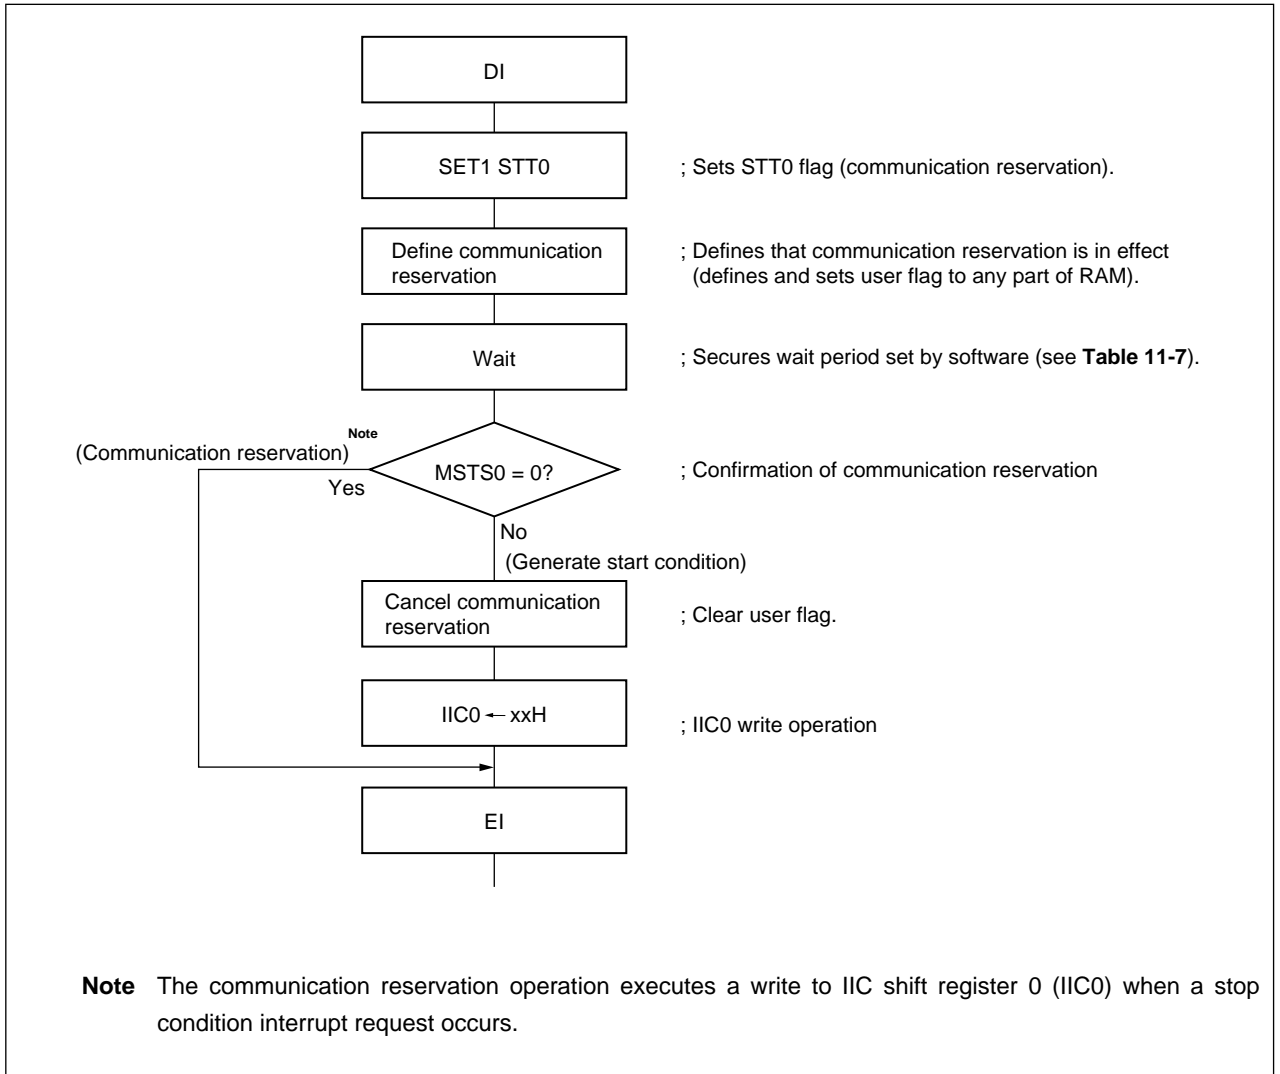 DI
SET1 STT0
; Sets STT0 flag (communication reservation).
Define communication
reservation
; Defines that communication reservation is in effect
(defines and sets user flag to any part of RAM).
Wait
; Secures wait period set by software (see Table 11-7).
(Communication reservation) Note
Yes
MSTS0 = 0?
; Confirmation of communication reservation
No
(Generate start condition)
Cancel communication
reservation
; Clear user flag.
IIC0 ← xxH
; IIC0 write operation
EI
Note The communication reservation operation executes a write to IIC shift register 0 (IIC0) when a stop
condition interrupt request occurs.